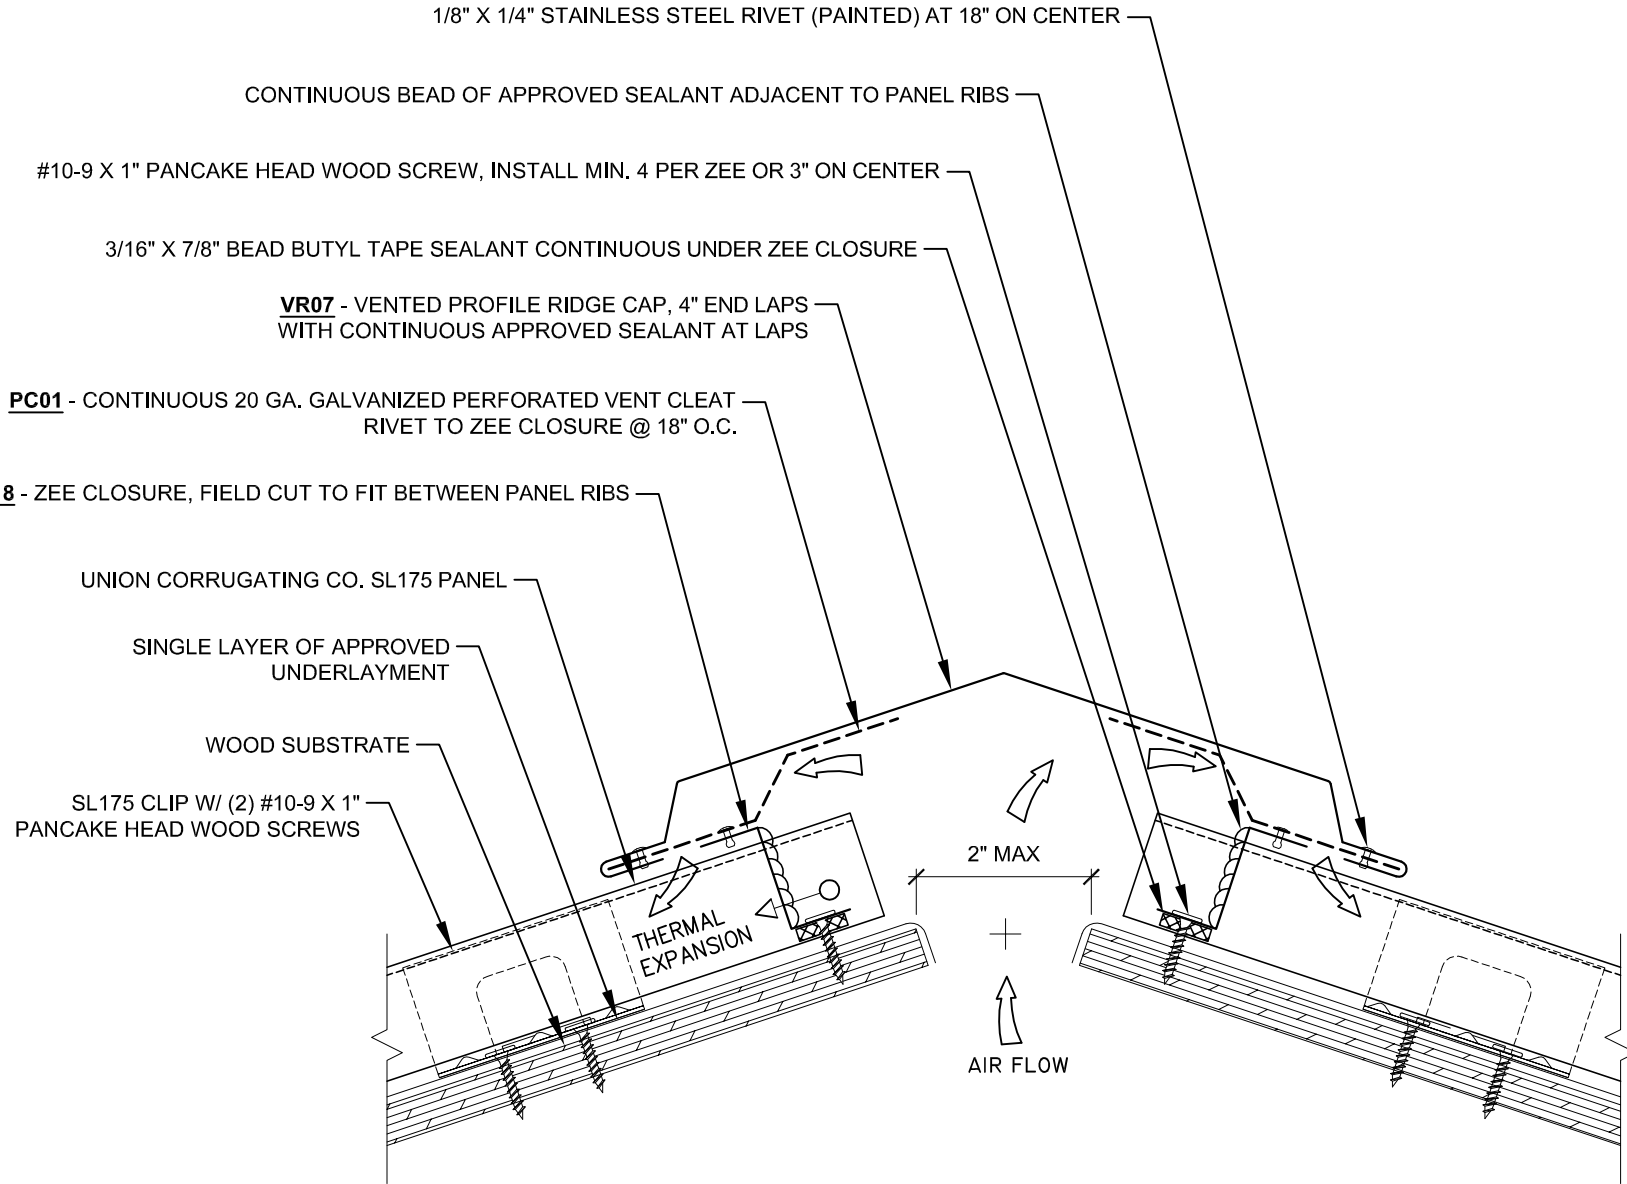 1/8" X 1/4" STAINLESS STEEL RIVET (PAINTED) AT 18" ON CENTER
CONTINUOUS BEAD OF APPROVED SEALANT ADJACENT TO PANEL RIBS
#10-9 X 1" PANCAKE HEAD WOOD SCREW, INSTALL MIN. 4 PER ZEE OR 3" ON CENTER
3/16" X 7/8" BEAD BUTYL TAPE SEALANT CONTINUOUS UNDER ZEE CLOSURE
VR07 - VENTED PROFILE RIDGE CAP, 4" END LAPS
WITH CONTINUOUS APPROVED SEALANT AT LAPS
PC01 - CONTINUOUS 20 GA. GALVANIZED PERFORATED VENT CLEAT
RIVET TO ZEE CLOSURE @ 18" O.C.
8 - ZEE CLOSURE, FIELD CUT TO FIT BETWEEN PANEL RIBS
UNION CORRUGATING CO. SL175 PANEL
SINGLE LAYER OF APPROVED
UNDERLAYMENT
WOOD SUBSTRATE
SL175 CLIP W/ (2) #10-9 X 1"
PANCAKE HEAD WOOD SCREWS
2" MAX
THERMAL
EXPANSION
AIR FLOW